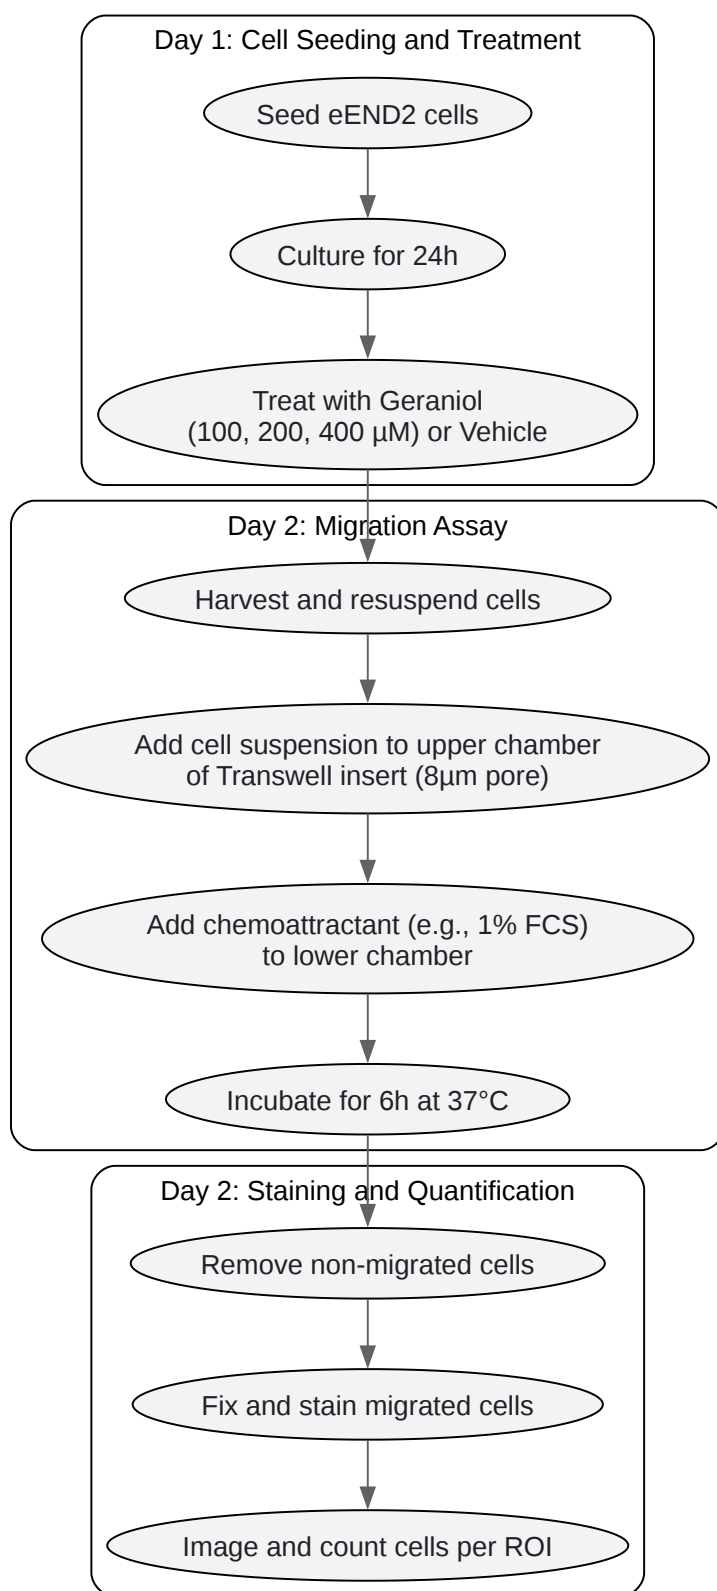 Day 1: Cell Seeding and Treatment
Seed eEND2 cells
Culture for 24h
Treat with Geraniol
(100, 200, 400 µM) or Vehicle
Day 2: Migration Assay
Harvest and resuspend cells
Add cell suspension to upper chamber
of Transwell insert (8µm pore)
Add chemoattractant (e.g., 1% FCS)
to lower chamber
Incubate for 6h at 37°C
Day 2: Staining and Quantification
Remove non-migrated cells
Fix and stain migrated cells
Image and count cells per ROI